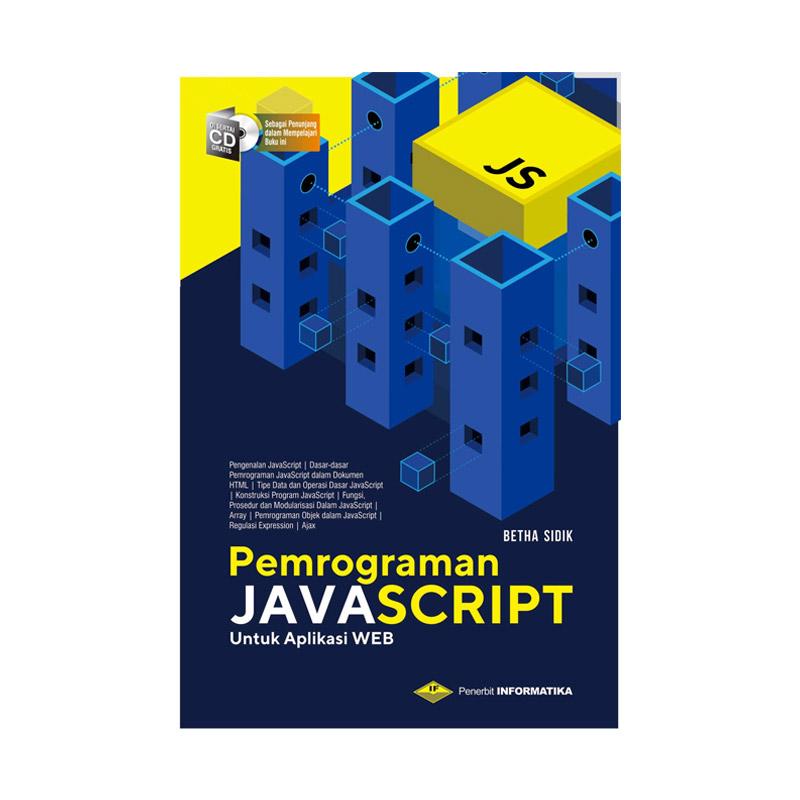 DISERTAI
CD
GRATIS
Sebagai Penunjang
dalam Mempelajari
Buku ini
JS
Pengenalan JavaScript | Dasar-dasar
Pemrograman JavaScript dalam Dokumen
HTML | Tipe Data dan Operasi Dasar JavaScript
| Konstruksi Program JavaScript | Fungsi,
Prosedur dan Modularisasi Dalam JavaScript |
Array | Pemrograman Objek dalam JavaScript |
Regulasi Expression | Ajax
BETHA SIDIK
Pemrograman
JAVASCRIPT
Untuk Aplikasi WEB
IF Penerbit INFORMATIKA